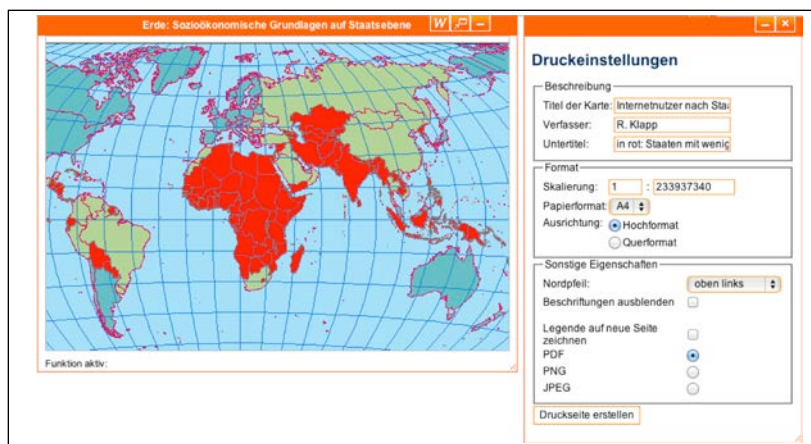 Erde: Sozioökonomische Grundlagen auf Staatsebene W
Funktion aktiv:
Druckeinstellungen
Beschreibung
Titel der Karte: Internetnutzer nach Staa
Verfasser: R. Klapp
Untertitel: in rot: Staaten mit wenig
Format
Skalierung: 1 : 233937340
Papierformat: A4
Ausrichtung: Hochformat
Querformat
Sonstige Eigenschaften
Nordpfeil: oben links
Beschriftungen ausblenden
Legende auf neue Seite
zeichnen
PDF
PNG
JPEG
Druckseite erstellen